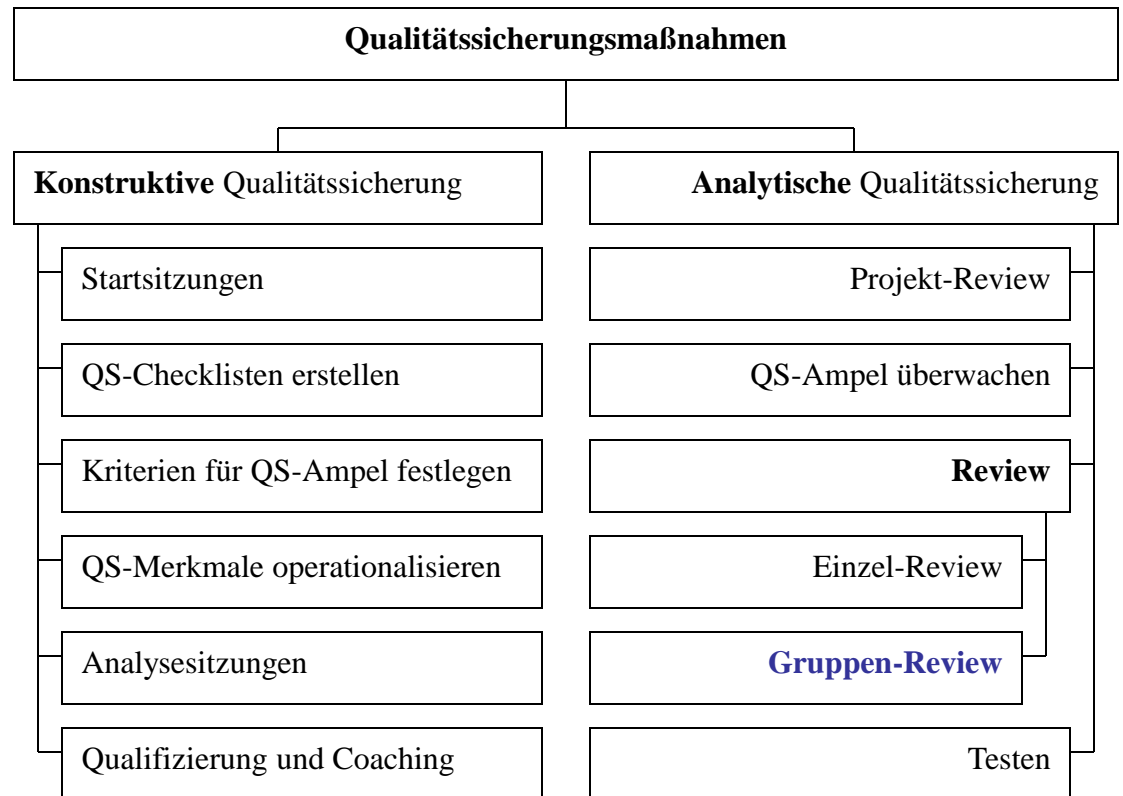 Qualitätssicherungsmaßnahmen
Konstruktive Qualitätssicherung
Startsitzungen
QS-Checklisten erstellen
Kriterien für QS-Ampel festlegen
QS-Merkmale operationalisieren
Analysesitzungen
Qualifizierung und Coaching
Analytische Qualitätssicherung
Projekt-Review
QS-Ampel überwachen
Review
Einzel-Review
Gruppen-Review
Testen